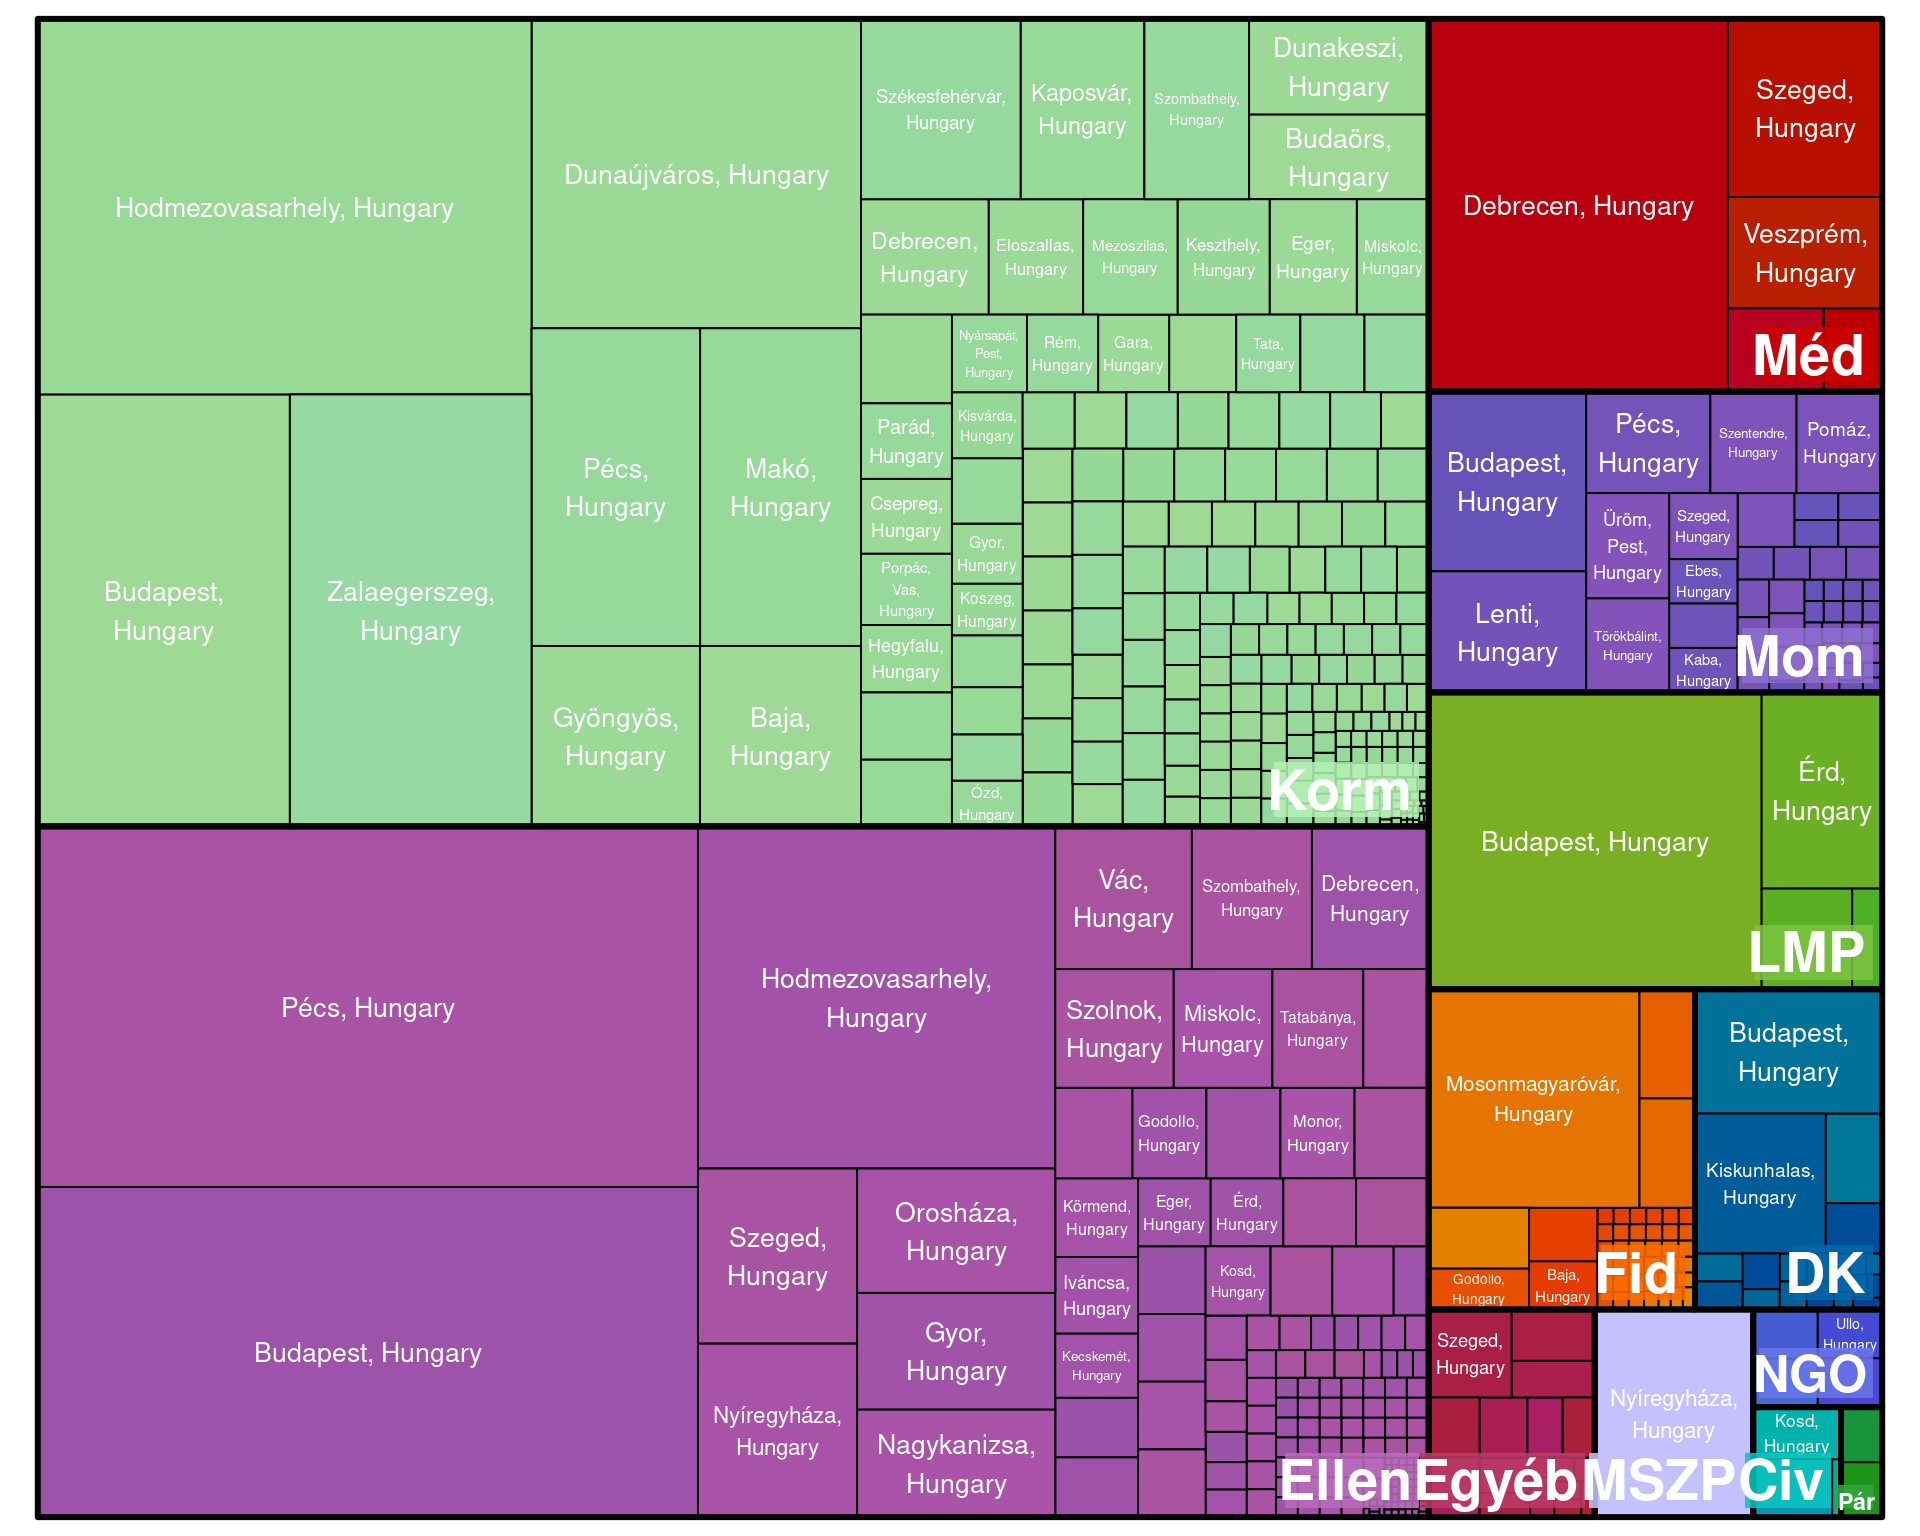 Hodmezovasarhely, Hungary
Dunaújváros, Hungary
Székesfehérvár,
Hungary
Kaposvár,
Hungary
Szombathely,
Hungary
Dunakeszi,
Hungary
Budaörs,
Hungary
Debrecen,
Hungary
Eloszallas,
Hungary
Mezoszilas,
Hungary
Keszthely,
Hungary
Eger,
Hungary
Miskolc,
Hungary
Nyársapát,
Pest,
Hungary
Rém,
Hungary
Gara,
Hungary
Tata,
Hungary
Budapest,
Hungary
Zalaegerszeg,
Hungary
Pécs,
Hungary
Makó,
Hungary
Parád,
Hungary
Kisvárda,
Hungary
Csepreg,
Hungary
Gyor,
Hungary
Porpác,
Vas,
Hungary
Koszeg,
Hungary
Hegyfalu,
Hungary
Gyöngyös,
Hungary
Baja,
Hungary
Ózd,
Hungary
Korm
Debrecen, Hungary
Szeged,
Hungary
Veszprém,
Hungary
Méd
Budapest,
Hungary
Pécs,
Hungary
Szentendre,
Hungary
Pomáz,
Hungary
Üröm,
Pest,
Hungary
Szeged,
Hungary
Ebes,
Hungary
Lenti,
Hungary
Törökbálint,
Hungary
Kaba,
Hungary
Mom
Budapest, Hungary
Érd,
Hungary
LMP
Pécs, Hungary
Hodmezovasarhely,
Hungary
Vác,
Hungary
Szombathely,
Hungary
Debrecen,
Hungary
Szolnok,
Hungary
Miskolc,
Hungary
Tatabánya,
Hungary
Godollo,
Hungary
Monor,
Hungary
Körmend,
Hungary
Eger,
Hungary
Érd,
Hungary
Budapest, Hungary
Szeged,
Hungary
Orosháza,
Hungary
Iváncsa,
Hungary
Kosd,
Hungary
Gyor,
Hungary
Kecskemét,
Hungary
Nyíregyháza,
Hungary
Nagykanizsa,
Hungary
Ellen
Mosonmagyaróvár,
Hungary
Godollo,
Hungary
Baja,
Hungary
Fid
Budapest,
Hungary
Kiskunhalas,
Hungary
DK
Szeged,
Hungary
Egyéb
Nyíregyháza,
Hungary
MSZP
Ullo,
Hungary
NGO
Kosd,
Hungary
Civ
Pár